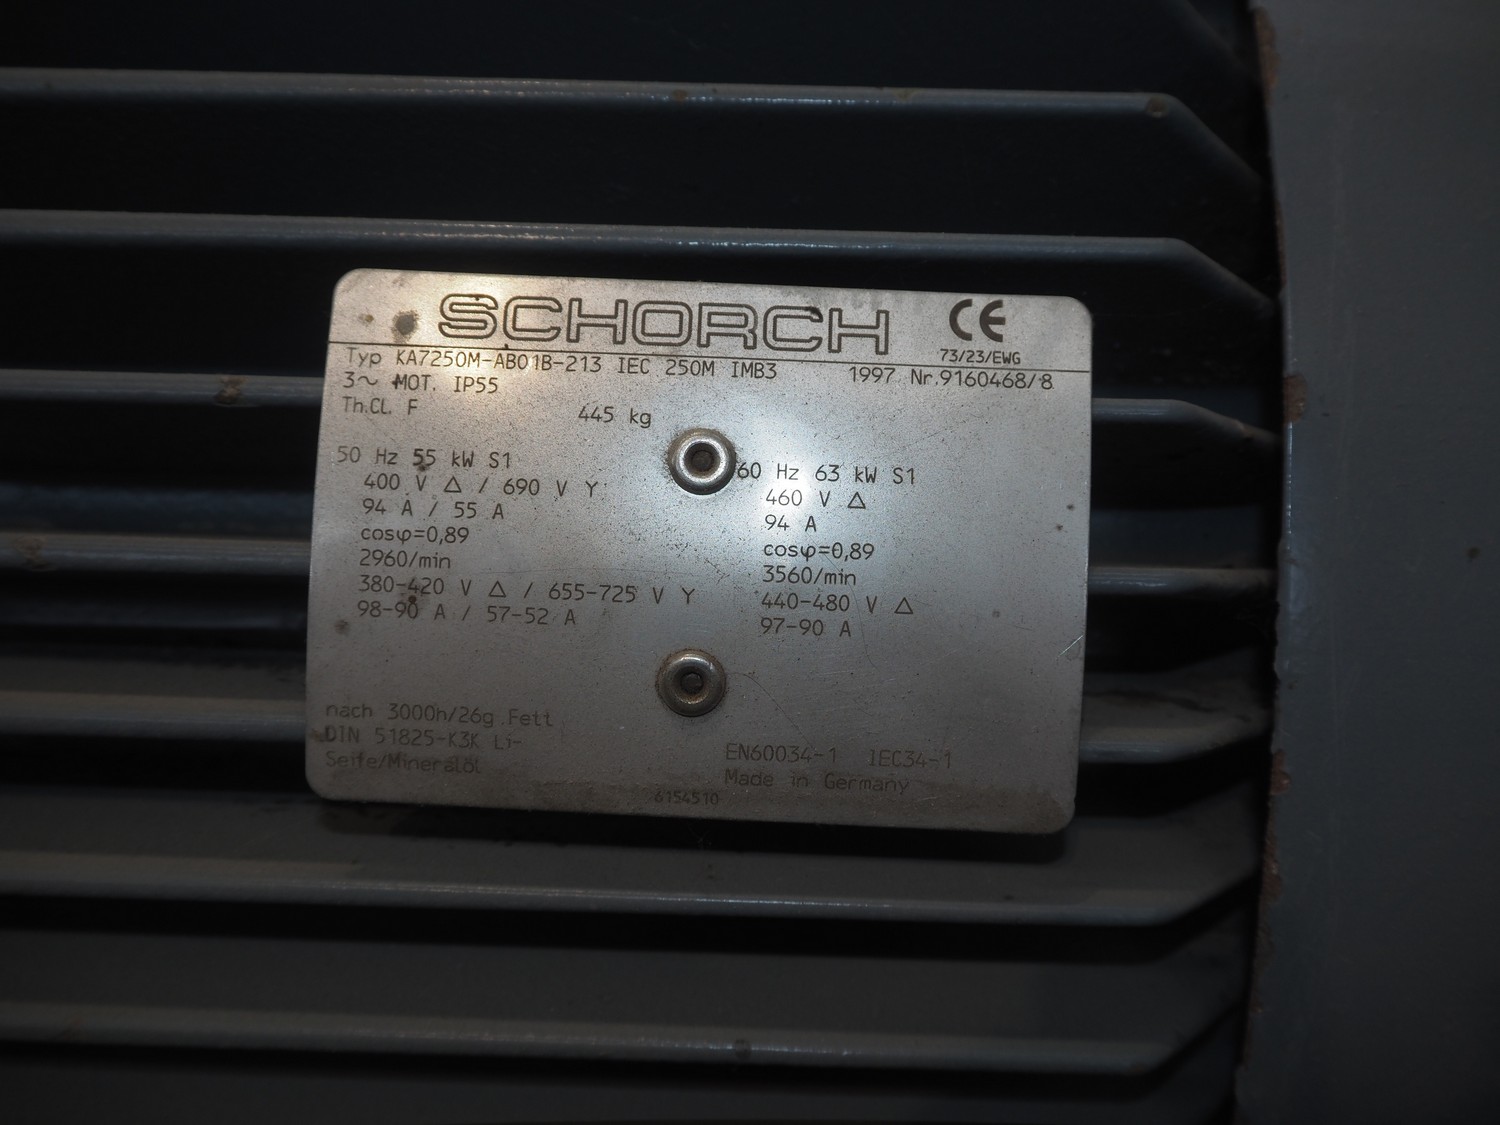 SCHORCH CE
73/23/EWG
Typ KA7250M-AB01B-213 IEC 250M IMB3 1997 Nr.9160468/8
3~ MOT. IP55
Th.Cl. F 445 kg
50 Hz 55 kW S1
400 V △ / 690 V Y
94 A / 55 A
cosφ=0,89
2960/min
380-420 V △ / 655-725 V Y
98-90 A / 57-52 A
60 Hz 63 kW S1
460 V △
94 A
cosφ=0,89
3560/min
440-480 V △
97-90 A
nach 3000h/26g Fett
DIN 51825-K3K Li-
Seife/Mineralöl
EN60034-1 IEC34-1
Made in Germany
6154510